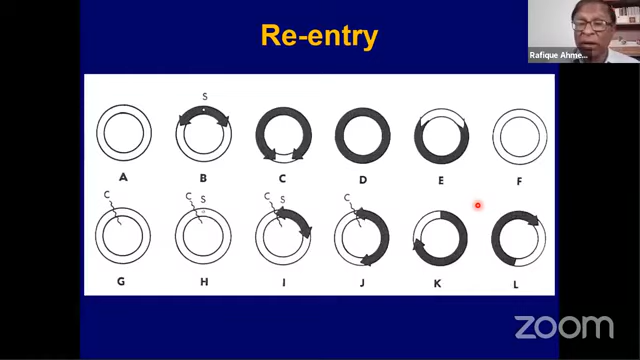 Re-entry
Rafique Ahme...
S
A B C D E F
C C S C S C
G H I J K L
zoom